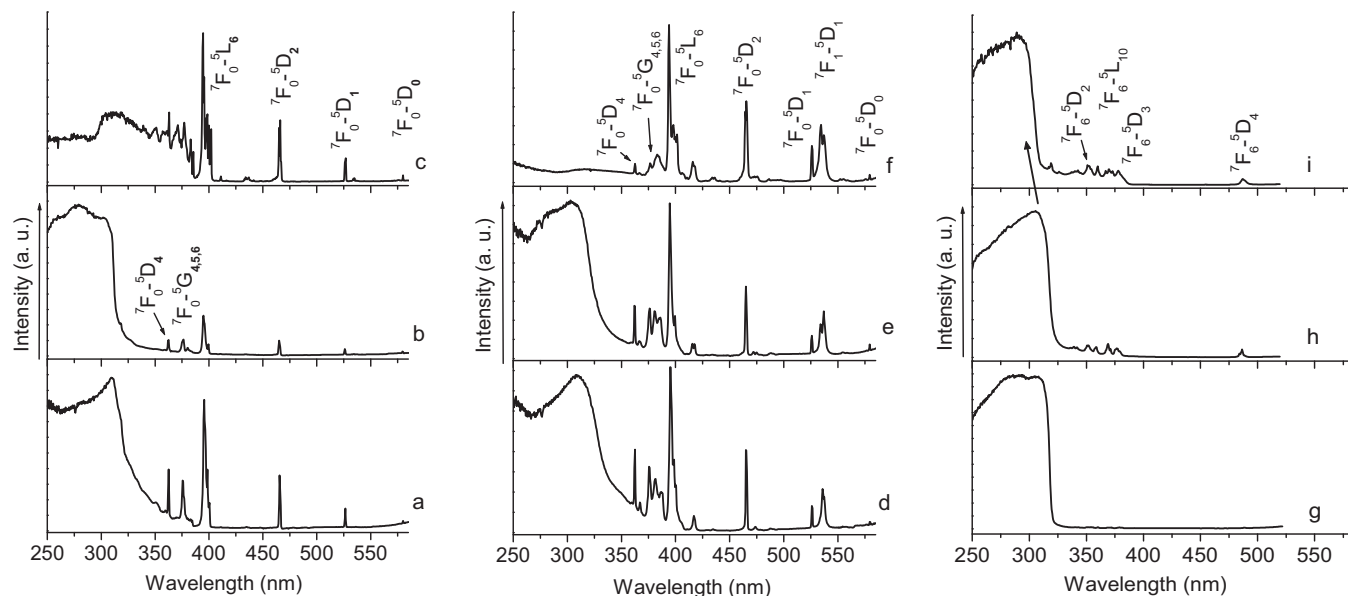 ⁷F₀-⁵L₆
⁷F₀-⁵D₂
⁷F₀-⁵D₁
⁷F₀-⁵D₀
c
⁷F₀-⁵D₄
⁷F₀-⁵G₄,₅,₆
b
a
Intensity (a. u.)
250 300 350 400 450 500 550
Wavelength (nm)
⁷F₀-⁵D₄
⁷F₀-⁵G₄,₅,₆
⁷F₀-⁵L₆
⁷F₀-⁵D₂
⁷F₀-⁵D₁
⁷F₁-⁵D₁
⁷F₀-⁵D₀
f
e
d
Intensity (a. u.)
250 300 350 400 450 500 550
Wavelength (nm)
⁷F₆-⁵D₂
⁷F₆-⁵L₁₀
⁷F₆-⁵D₃
⁷F₆-⁵D₄
i
h
g
Intensity (a. u.)
250 300 350 400 450 500 550
Wavelength (nm)